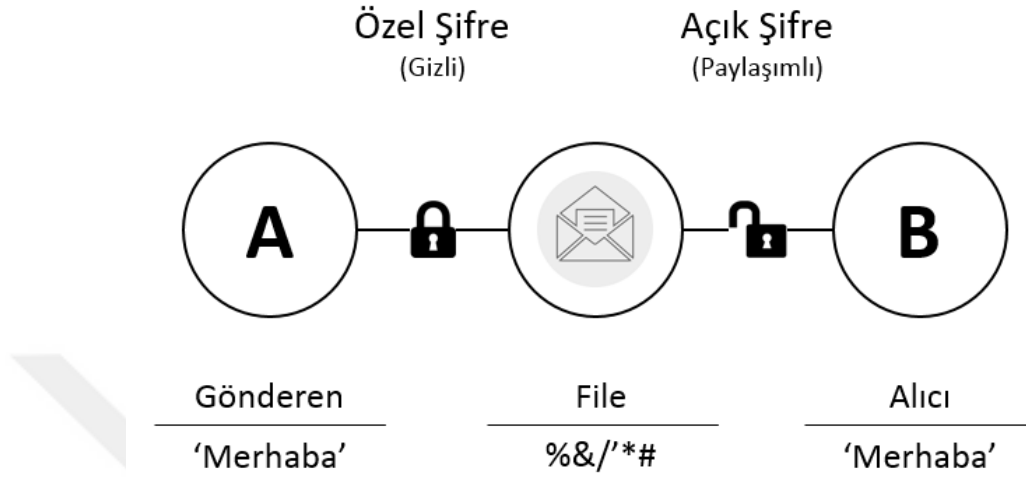 Özel Şifre
(Gizli)
Açık Şifre
(Paylaşımlı)
A
B
Gönderen
'Merhaba'
File
%&/'*#
Alıcı
'Merhaba'